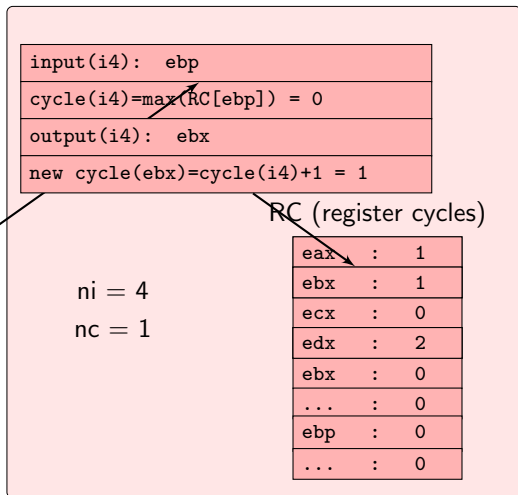 input(i4): ebp
cycle(i4)=max(RC[ebp]) = 0
output(i4): ebx
new cycle(ebx)=cycle(i4)+1 = 1
RC (register cycles)
eax : 1
ebx : 1
ni = 4
ecx : 0
nc = 1
edx : 2
ebx : 0
... : 0
ebp : 0
... : 0